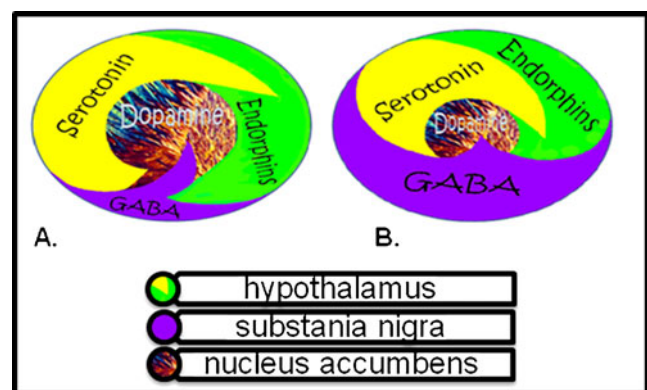 Serotonin
Dopamine
Endorphins
GABA
A.
Serotonin
Dopamine
Endorphins
GABA
B.
hypothalamus
substania nigra
nucleus accumbens